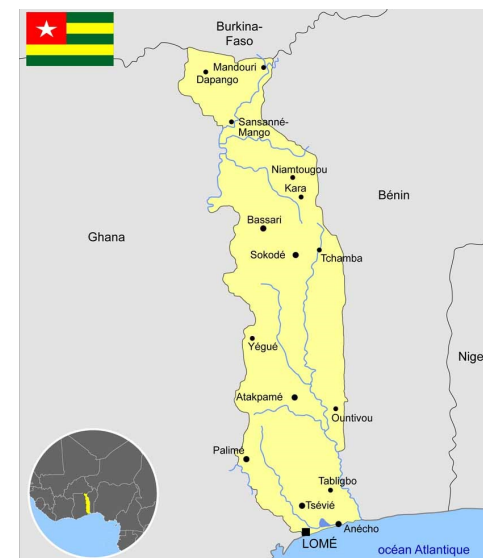 Burkina-
Faso
Mandouri
Dapango
Sansanné-
Mango
Niamtougou
Kara
Bénin
Bassari
Ghana
Sokodé
Tchamba
Yégué
Nige
Atakpamé
Ountivou
Palimé
Tabligbo
Tsévié
Anécho
LOMÉ
océan Atlantique